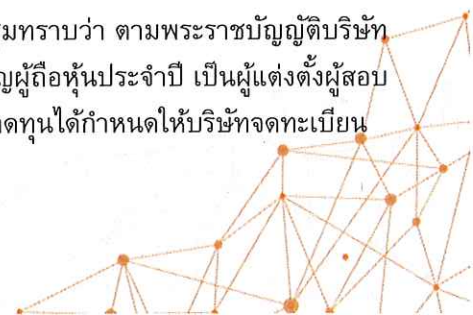 มทราบว่า ตามพระราชบัญญัติบริษัท
ผู้ถือหุ้นประจำปี เป็นผู้แต่งตั้งผู้สอบ
ทุนได้กำหนดให้บริษัทจดทะเบียน